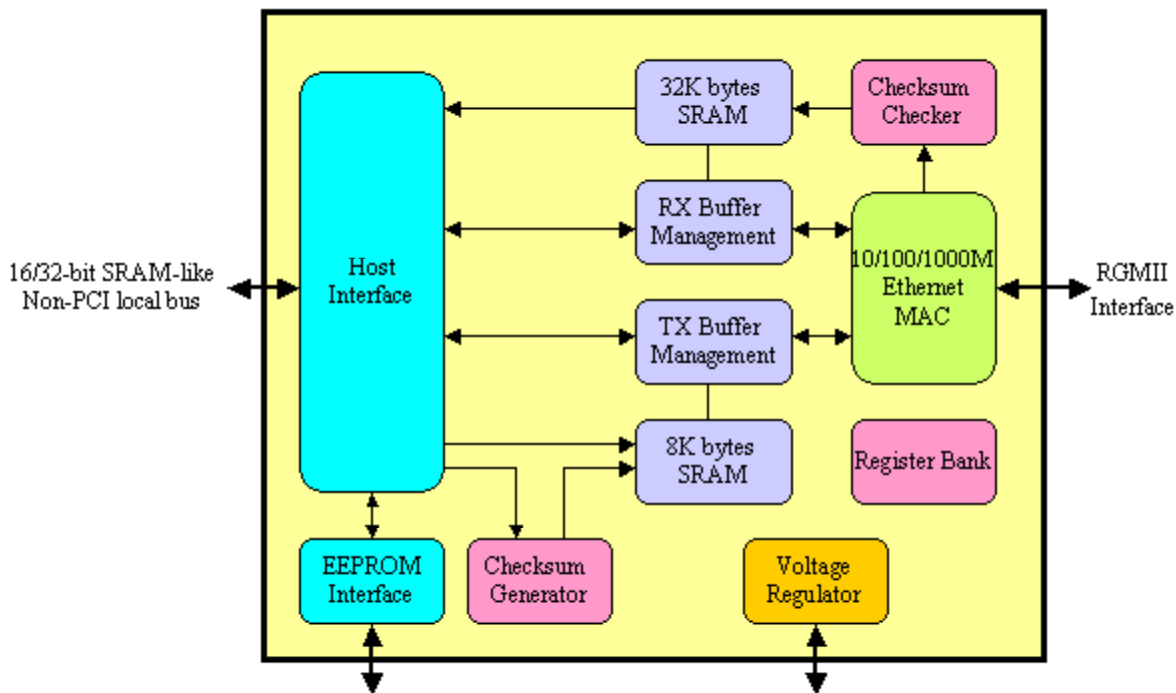 32K bytes
SRAM
Checksum
Checker
RX Buffer
Management
16/32-bit SRAM-like
Non-PCI local bus
Host
Interface
10/100/1000M
Ethernet
MAC
RGMII
Interface
TX Buffer
Management
8K bytes
SRAM
Register Bank
EEPROM
Interface
Checksum
Generator
Voltage
Regulator